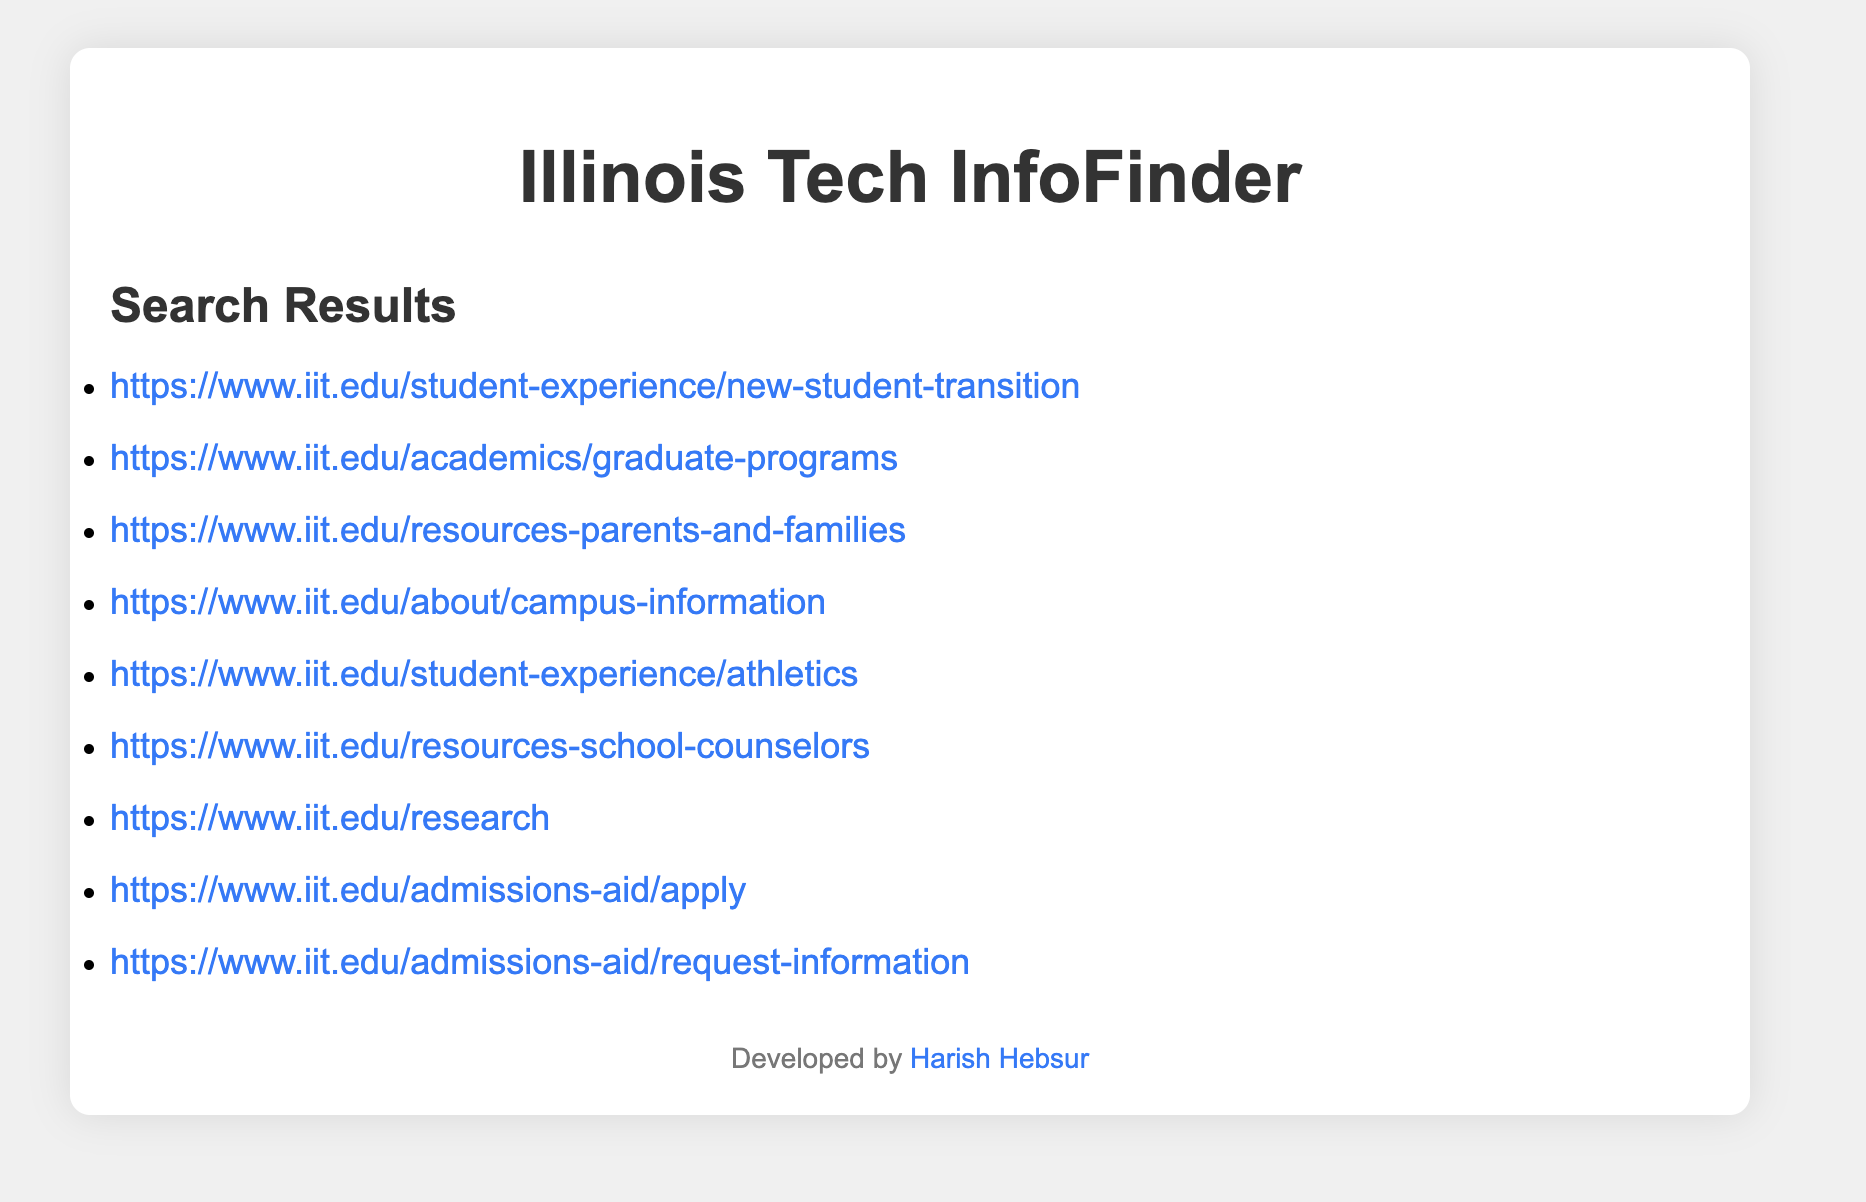 Illinois Tech InfoFinder
Search Results
https://www.iit.edu/student-experience/new-student-transition
https://www.iit.edu/academics/graduate-programs
https://www.iit.edu/resources-parents-and-families
https://www.iit.edu/about/campus-information
https://www.iit.edu/student-experience/athletics
https://www.iit.edu/resources-school-counselors
https://www.iit.edu/research
https://www.iit.edu/admissions-aid/apply
https://www.iit.edu/admissions-aid/request-information
Developed by Harish Hebsur